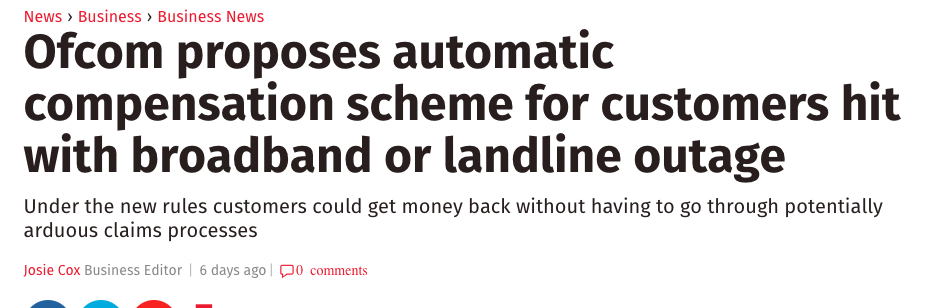 News › Business › Business News
Ofcom proposes automatic
compensation scheme for customers hit
with broadband or landline outage
Under the new rules customers could get money back without having to go through potentially
arduous claims processes
Josie Cox Business Editor | 6 days ago | 0 comments